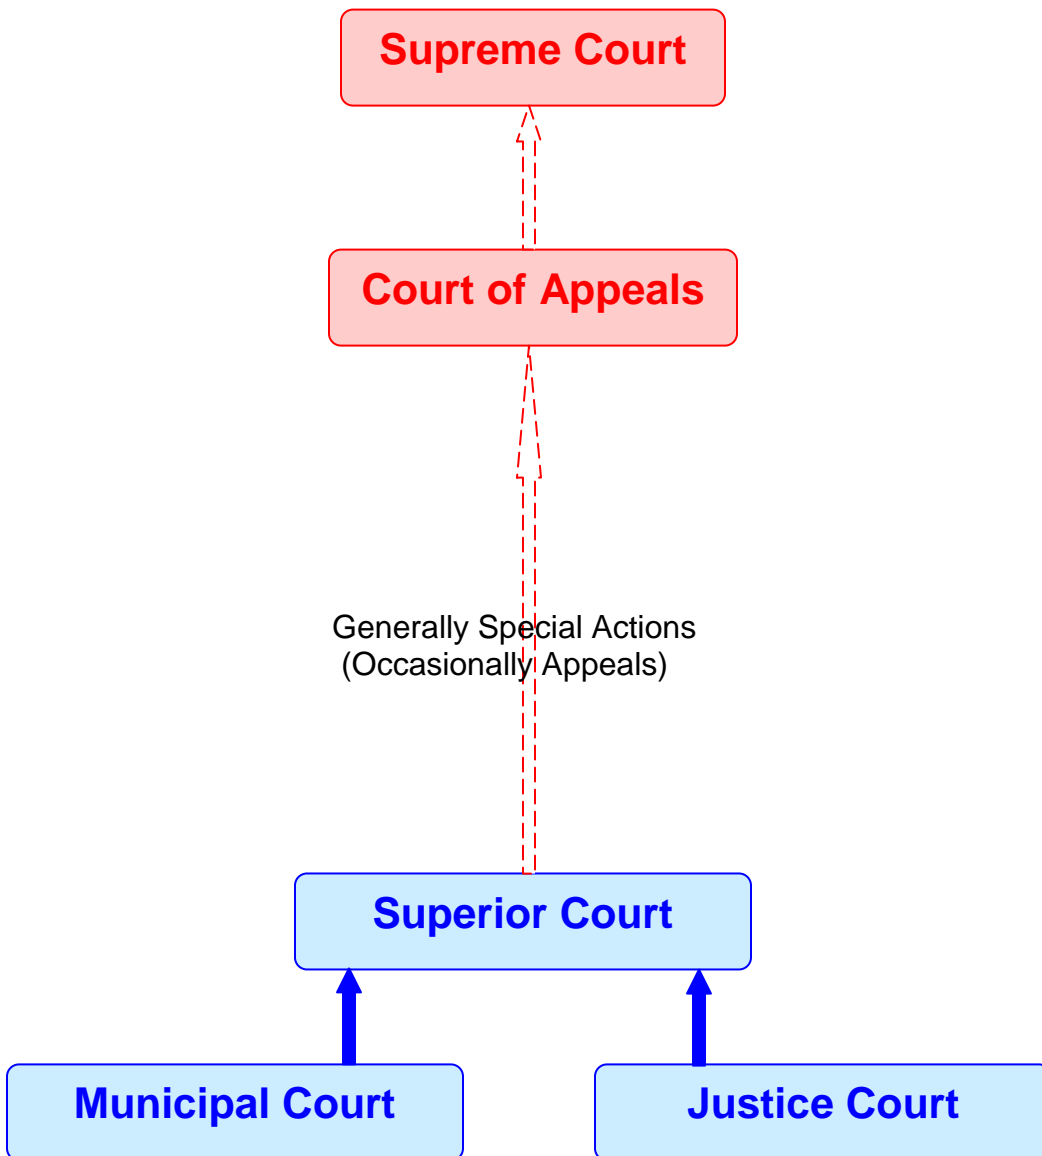 Supreme Court
Court of Appeals
Generally Special Actions
(Occasionally Appeals)
Superior Court
Municipal Court
Justice Court